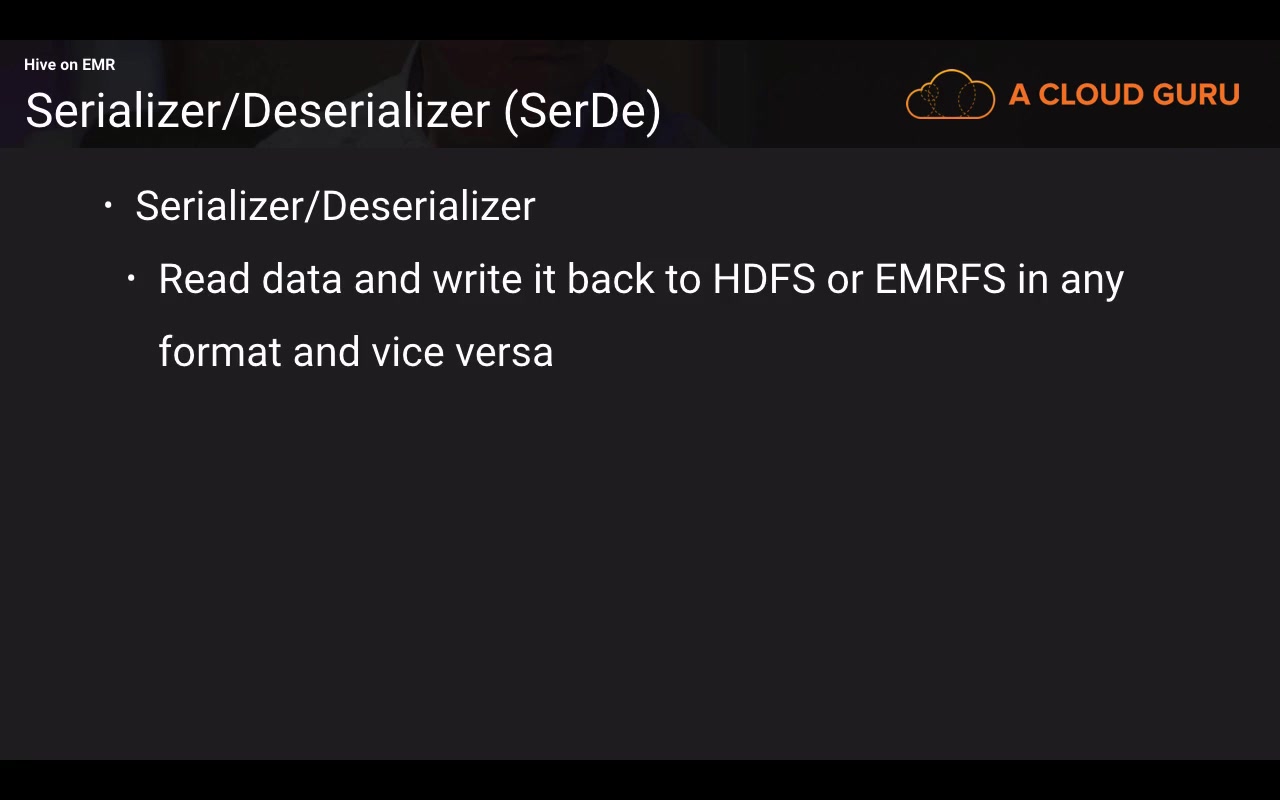 Hive on EMR
Serializer/Deserializer (SerDe)
A CLOUD GURU
• Serializer/Deserializer
• Read data and write it back to HDFS or EMRFS in any
format and vice versa